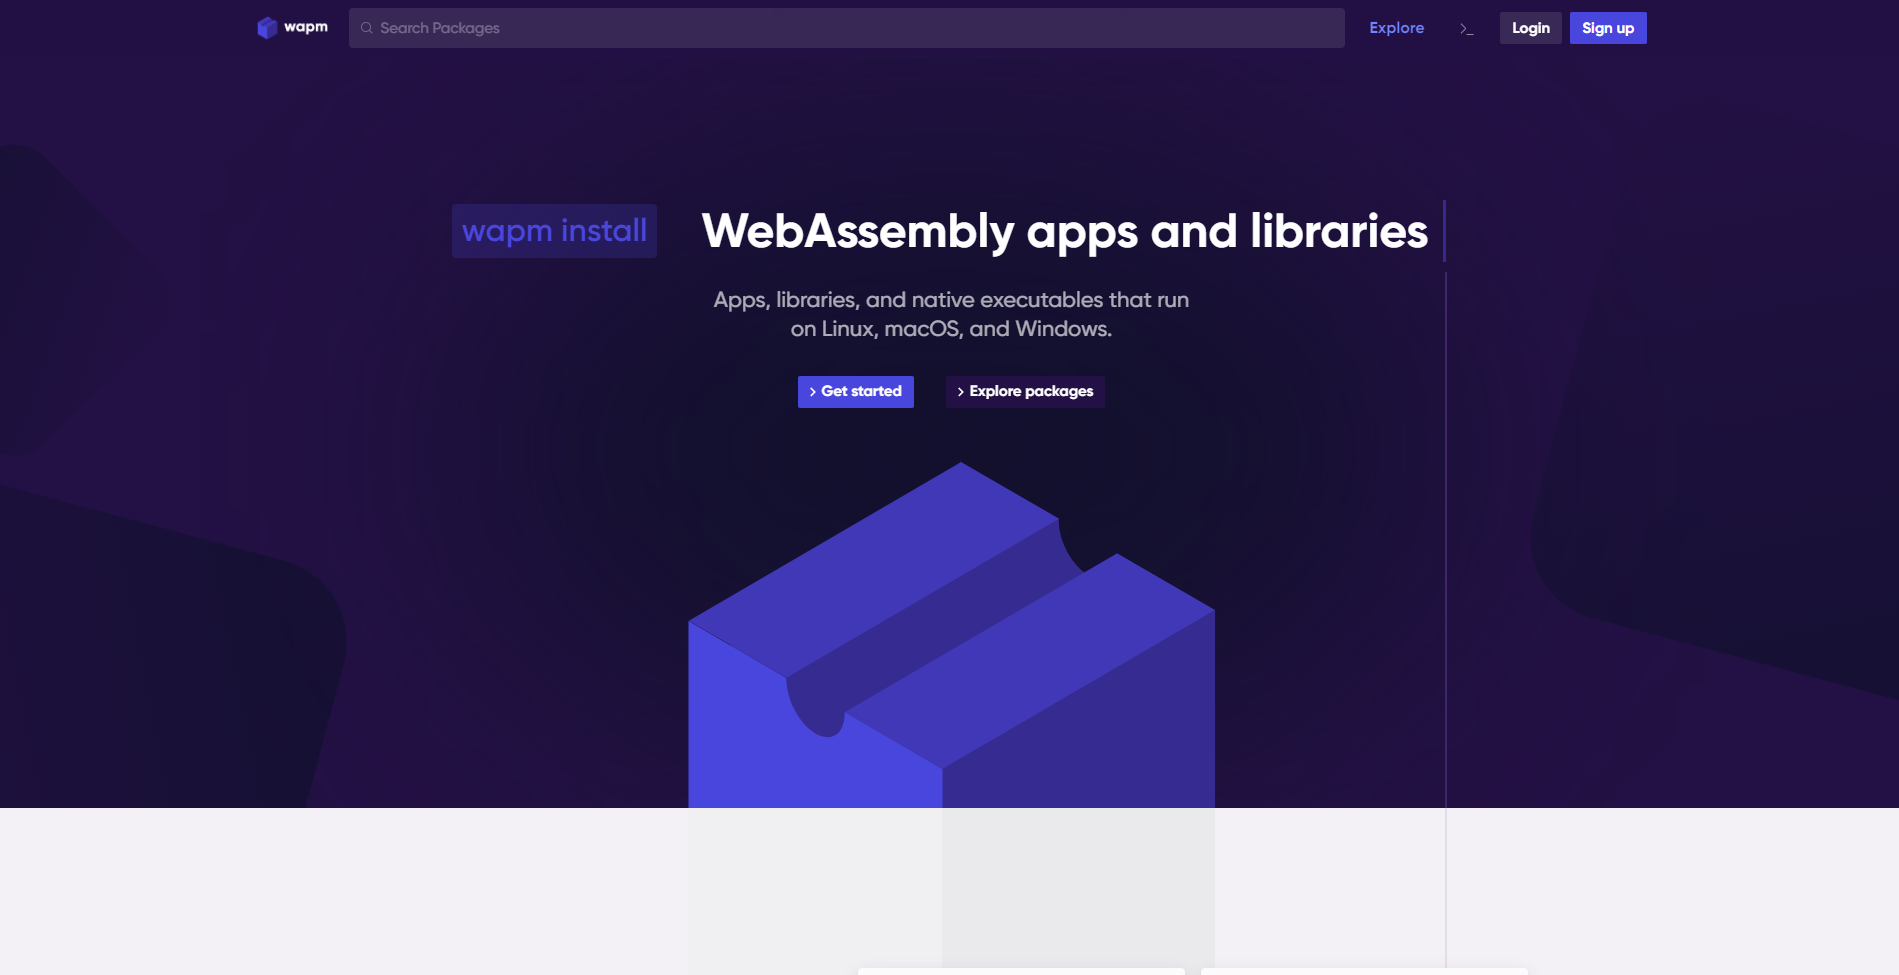 wapm
Search Packages
Explore
>_
Login
Sign up
wapm install
WebAssembly apps and libraries
Apps, libraries, and native executables that run
on Linux, macOS, and Windows.
Get started
Explore packages